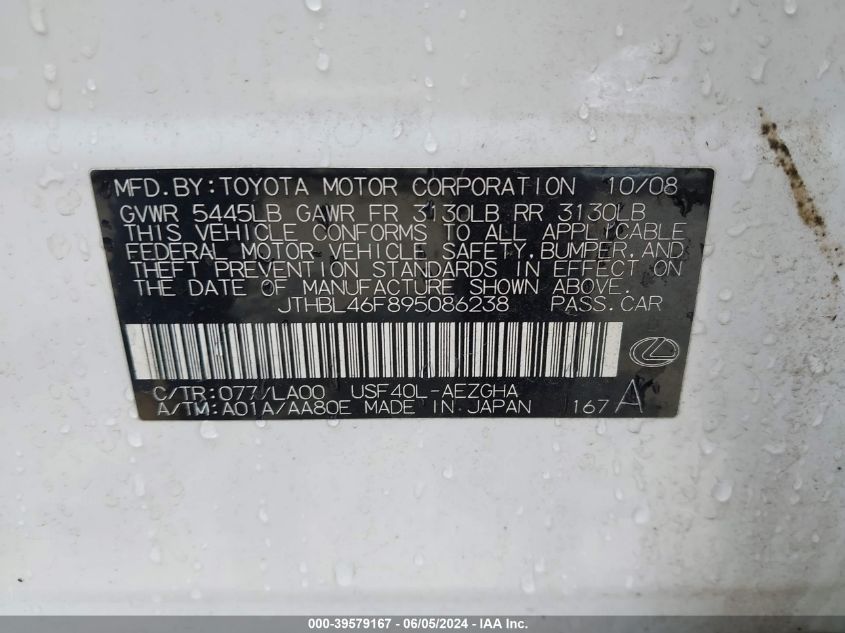 MFD.BY:TOYOTA MOTOR CORPORATION 10/08
GVWR 5445LB GAWR FR 3130LB RR 3130LB
THIS VEHICLE CONFORMS TO ALL APPLICABLE
FEDERAL MOTOR VEHICLE SAFETY, BUMPER, AND
THEFT PREVENTION STANDARDS IN EFFECT ON
THE DATE OF MANUFACTURE SHOWN ABOVE.
JTHBL46F895086238 PASS.CAR
C/TR:077/LA00 USF40L-AEZGHA
A/TM:A01A/AA80E MADE IN JAPAN 167 A
000-39579167 - 06/05/2024 - IAA Inc.